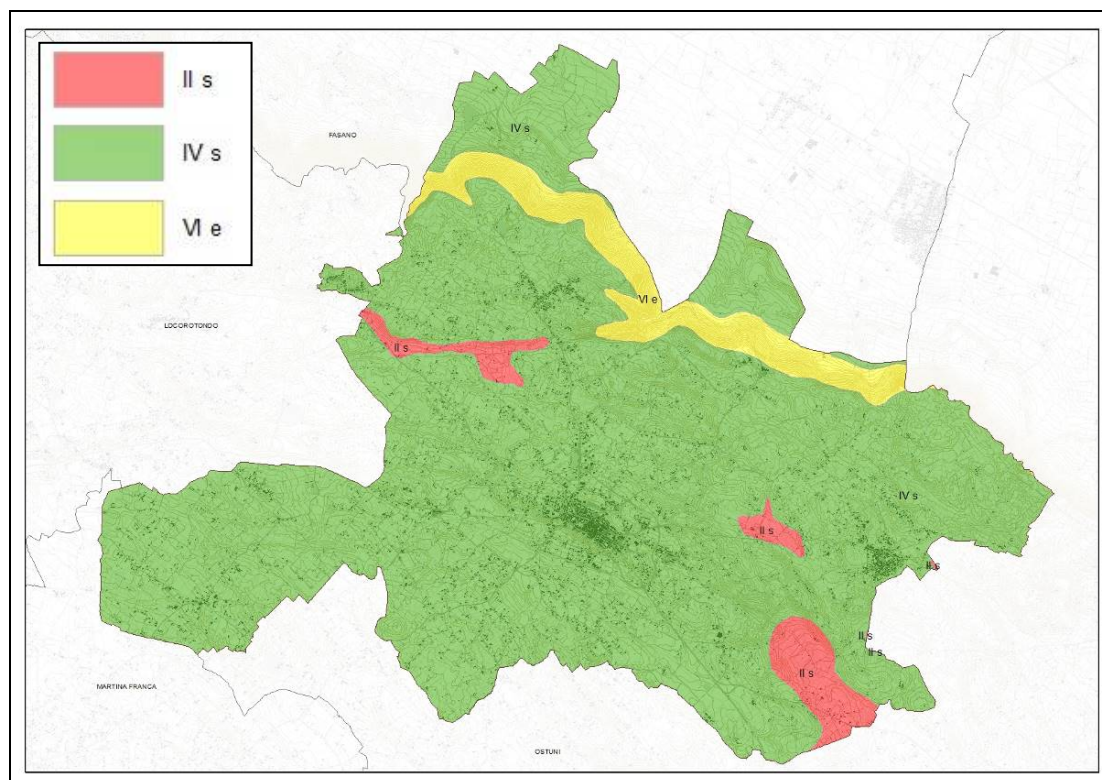 II s
IV s
VI e
FASANO
IV s
VI e
LOCOROTONDO
II s
IV s
II s
II s
II s
II s
II s
MARTINA FRANCA
OSTUNI